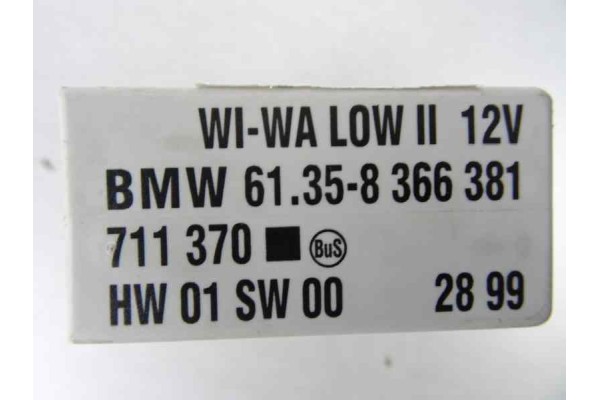 WI-WA LOW II 12V
BMW 61.35-8 366 381
711 370 BuS
HW 01 SW 00 28 99